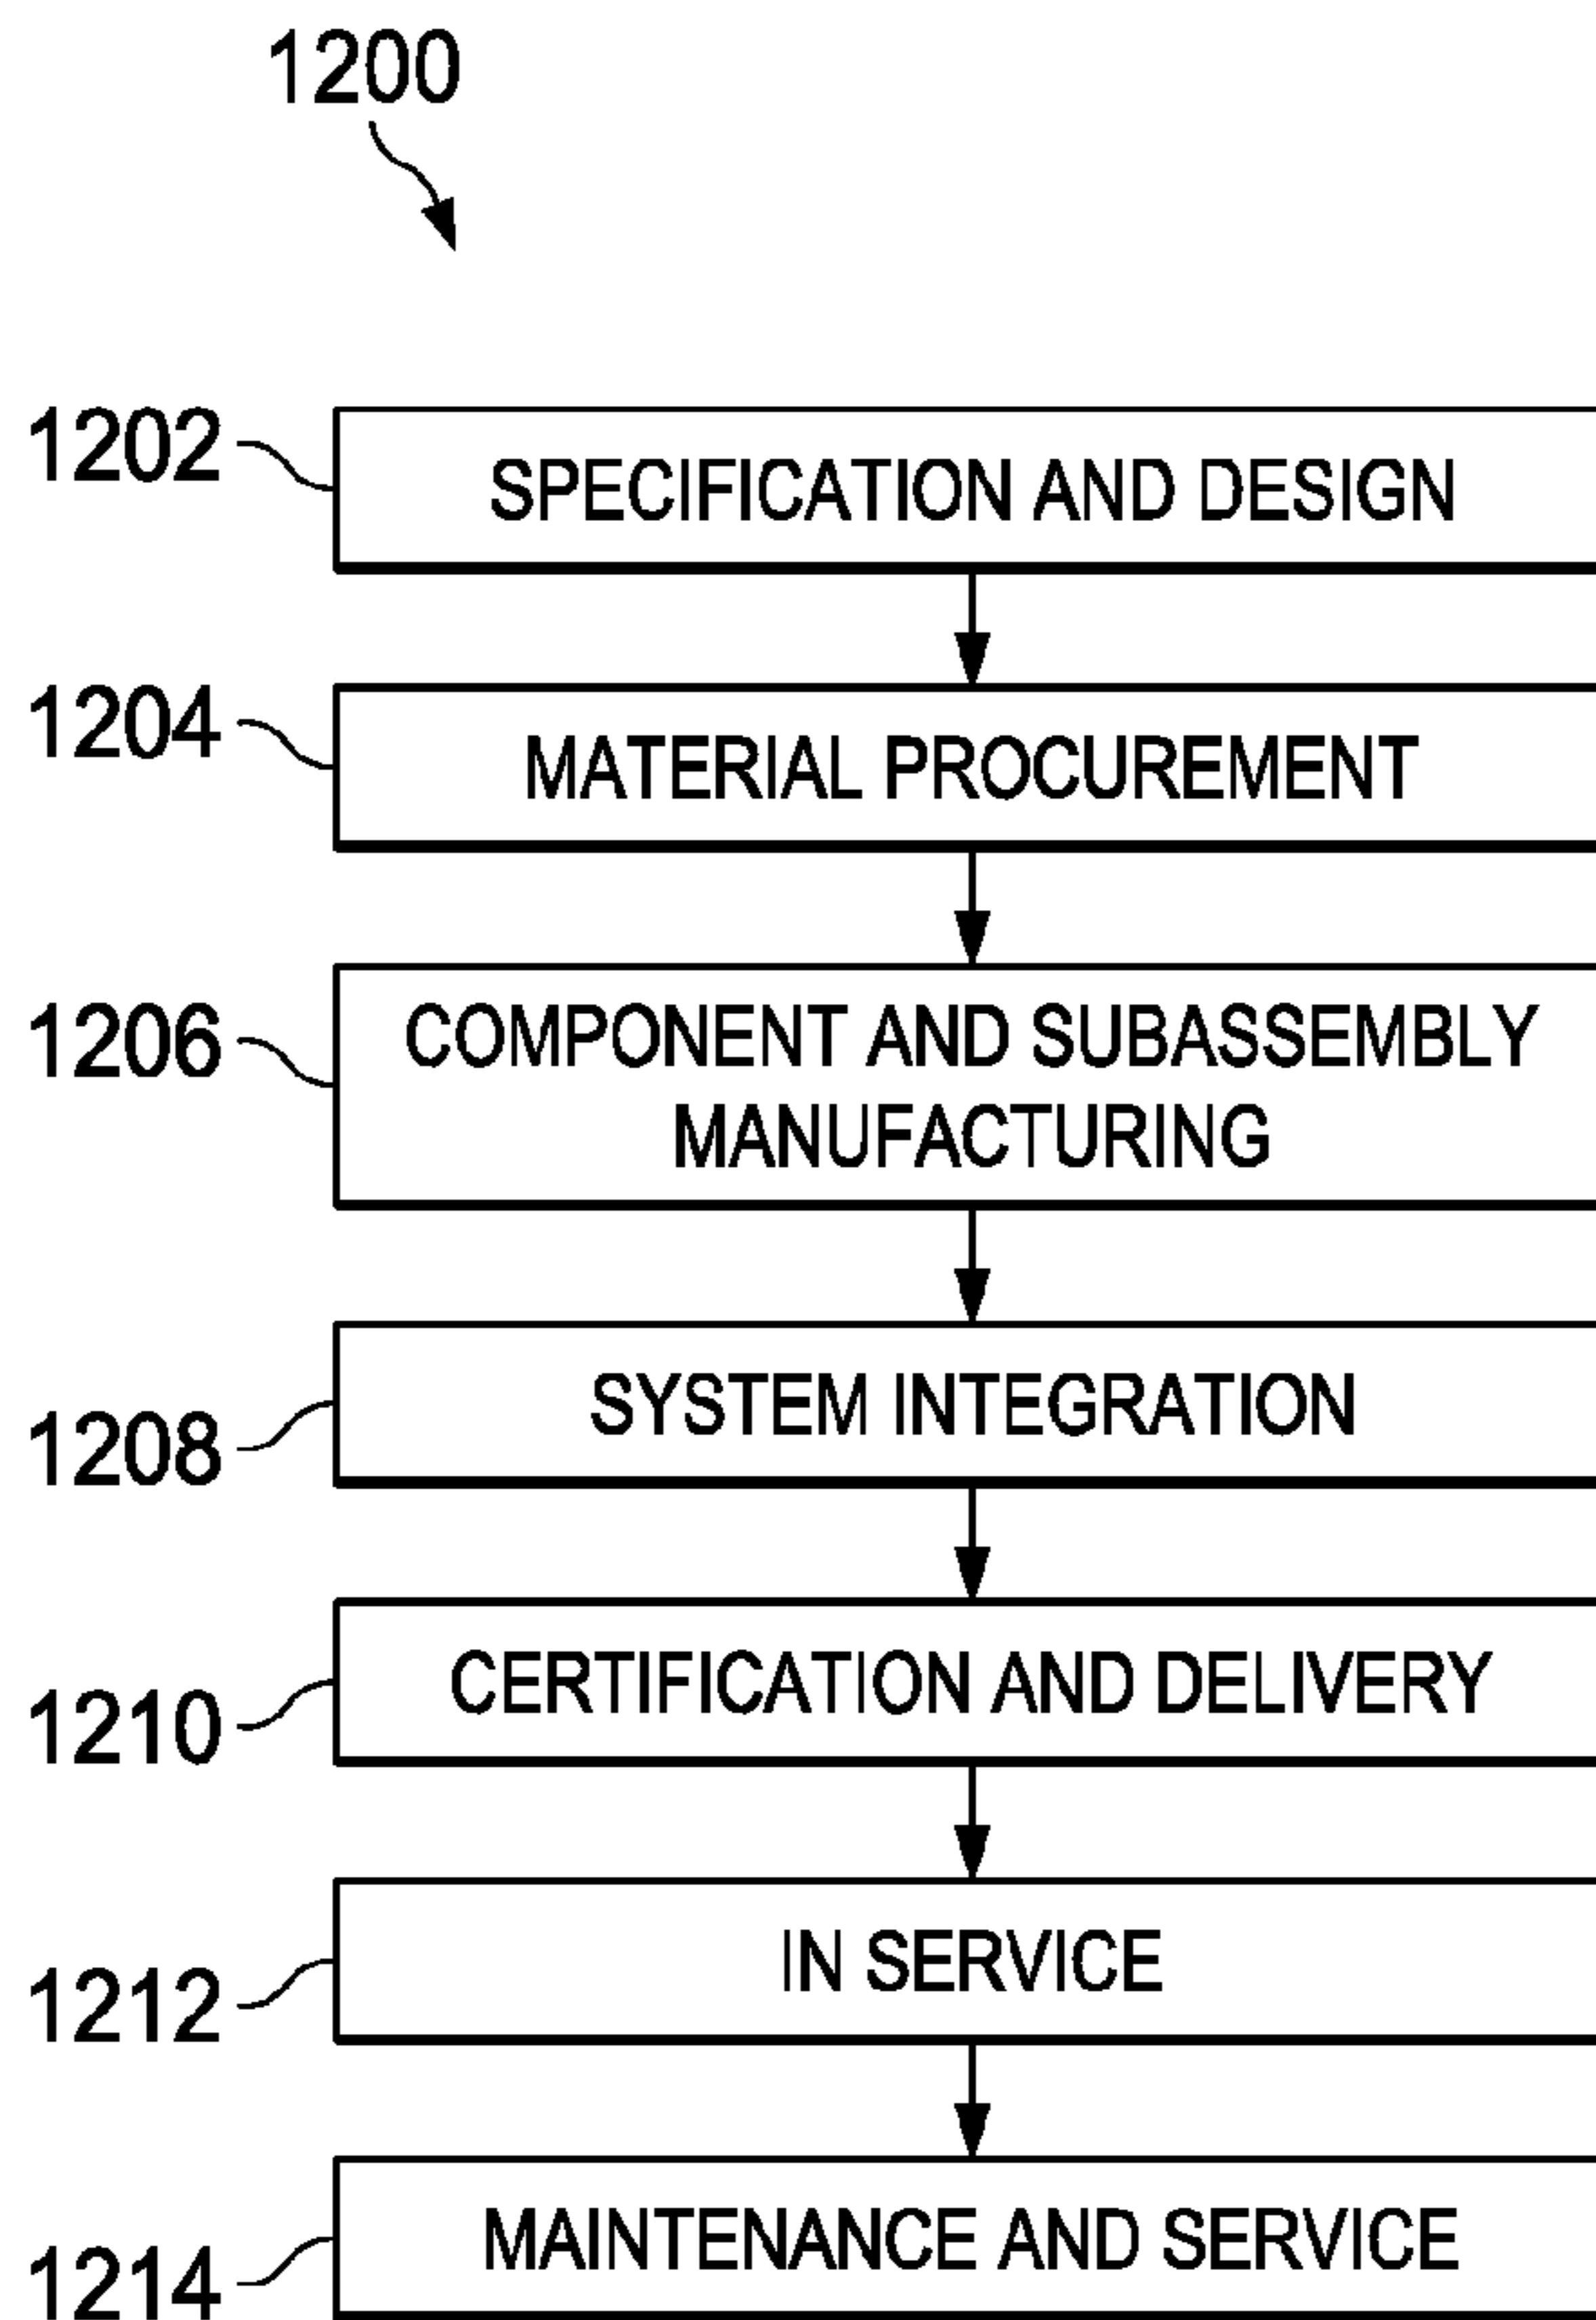 1200
1202
SPECIFICATION AND DESIGN
1204
MATERIAL PROCUREMENT
1206
COMPONENT AND SUBASSEMBLY
MANUFACTURING
1208
SYSTEM INTEGRATION
1210
CERTIFICATION AND DELIVERY
1212
IN SERVICE
1214
MAINTENANCE AND SERVICE